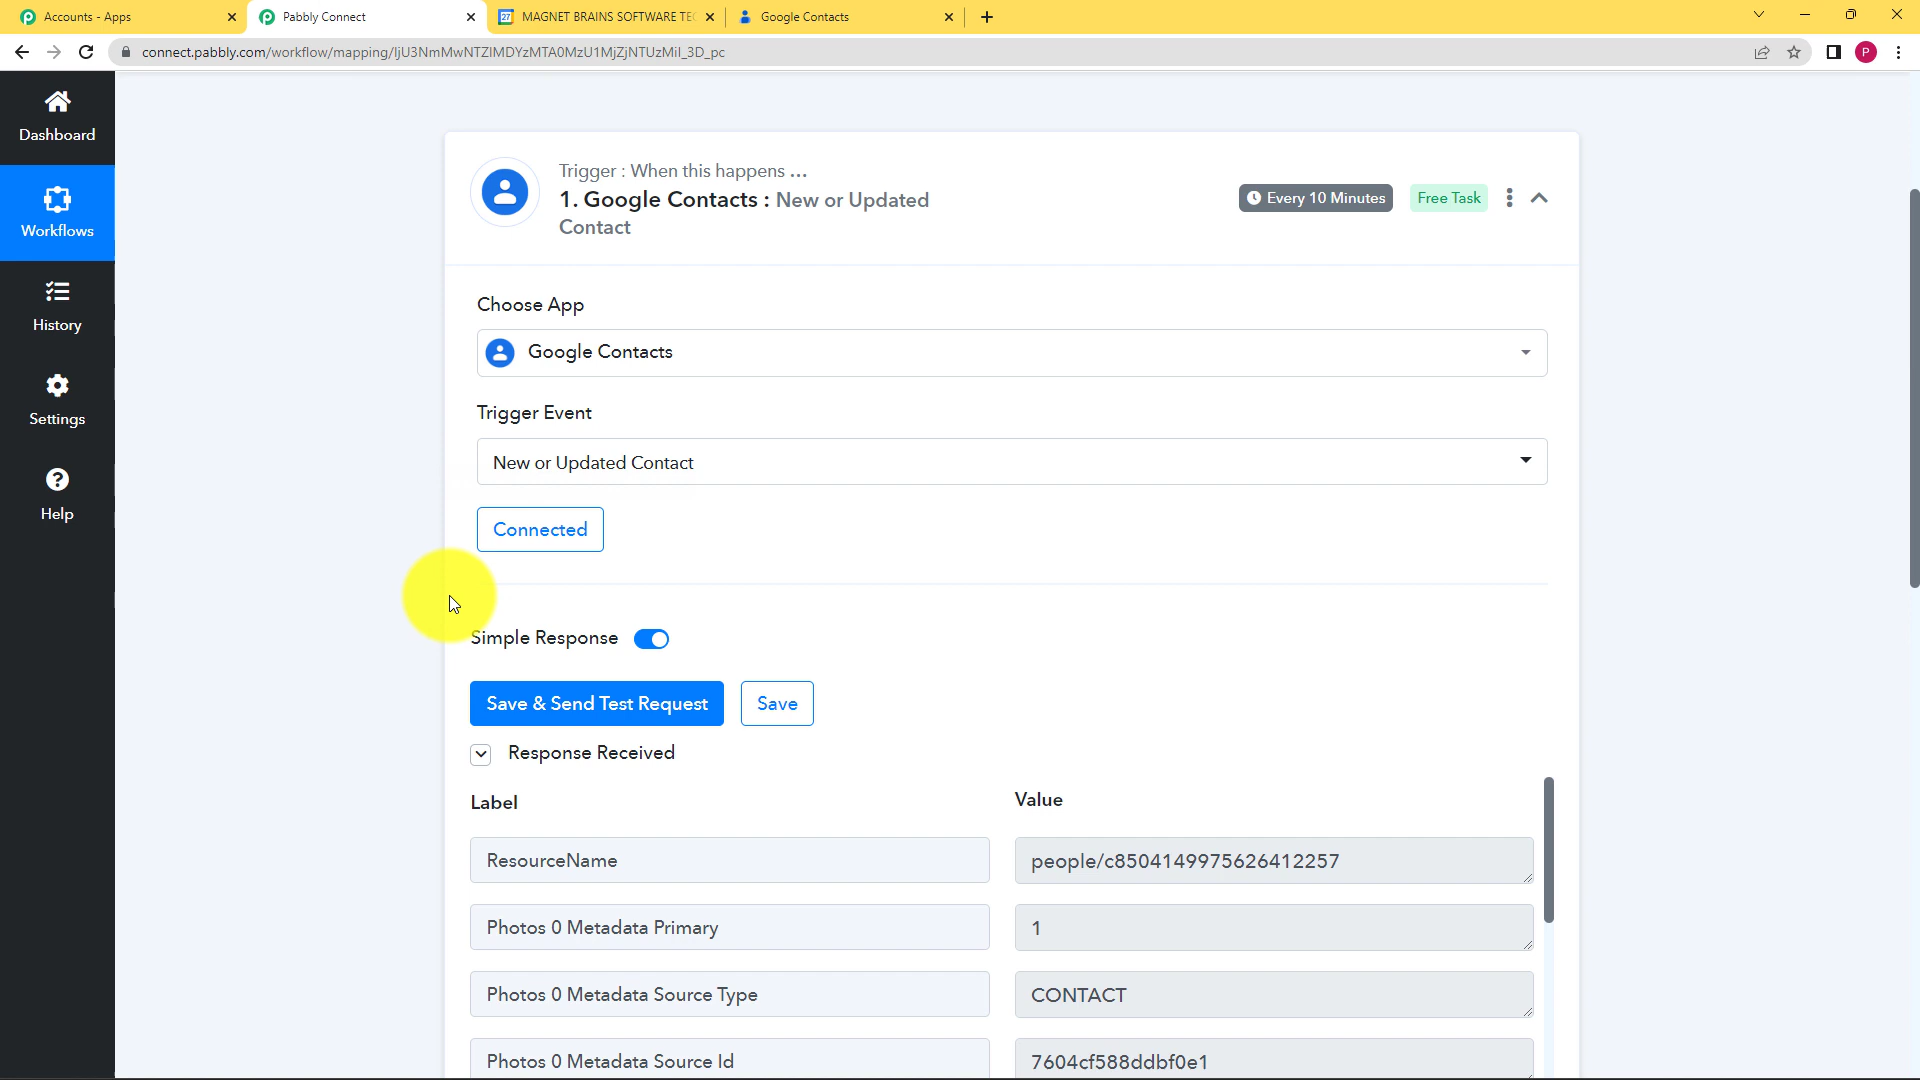 Accounts - Apps
Pabbly Connect
27
MAGNET BRAINS SOFTWARE TEC
Google Contacts
connect.pabbly.com/workflow/mapping/IjU3NmMwNTZlMDYzMTA0MzU1MjZjNTUzMiI_3D_pc
P
Dashboard
Workflows
History
Settings
Help
Trigger : When this happens ...
1. Google Contacts : New or Updated
Contact
Every 10 Minutes
Free Task
Choose App
Google Contacts
Trigger Event
New or Updated Contact
Connected
Simple Response
Save & Send Test Request
Save
Response Received
Label
Value
ResourceName
people/c8504149975626412257
Photos 0 Metadata Primary
1
Photos 0 Metadata Source Type
CONTACT
Photos 0 Metadata Source Id
7604cf588ddbf0e1